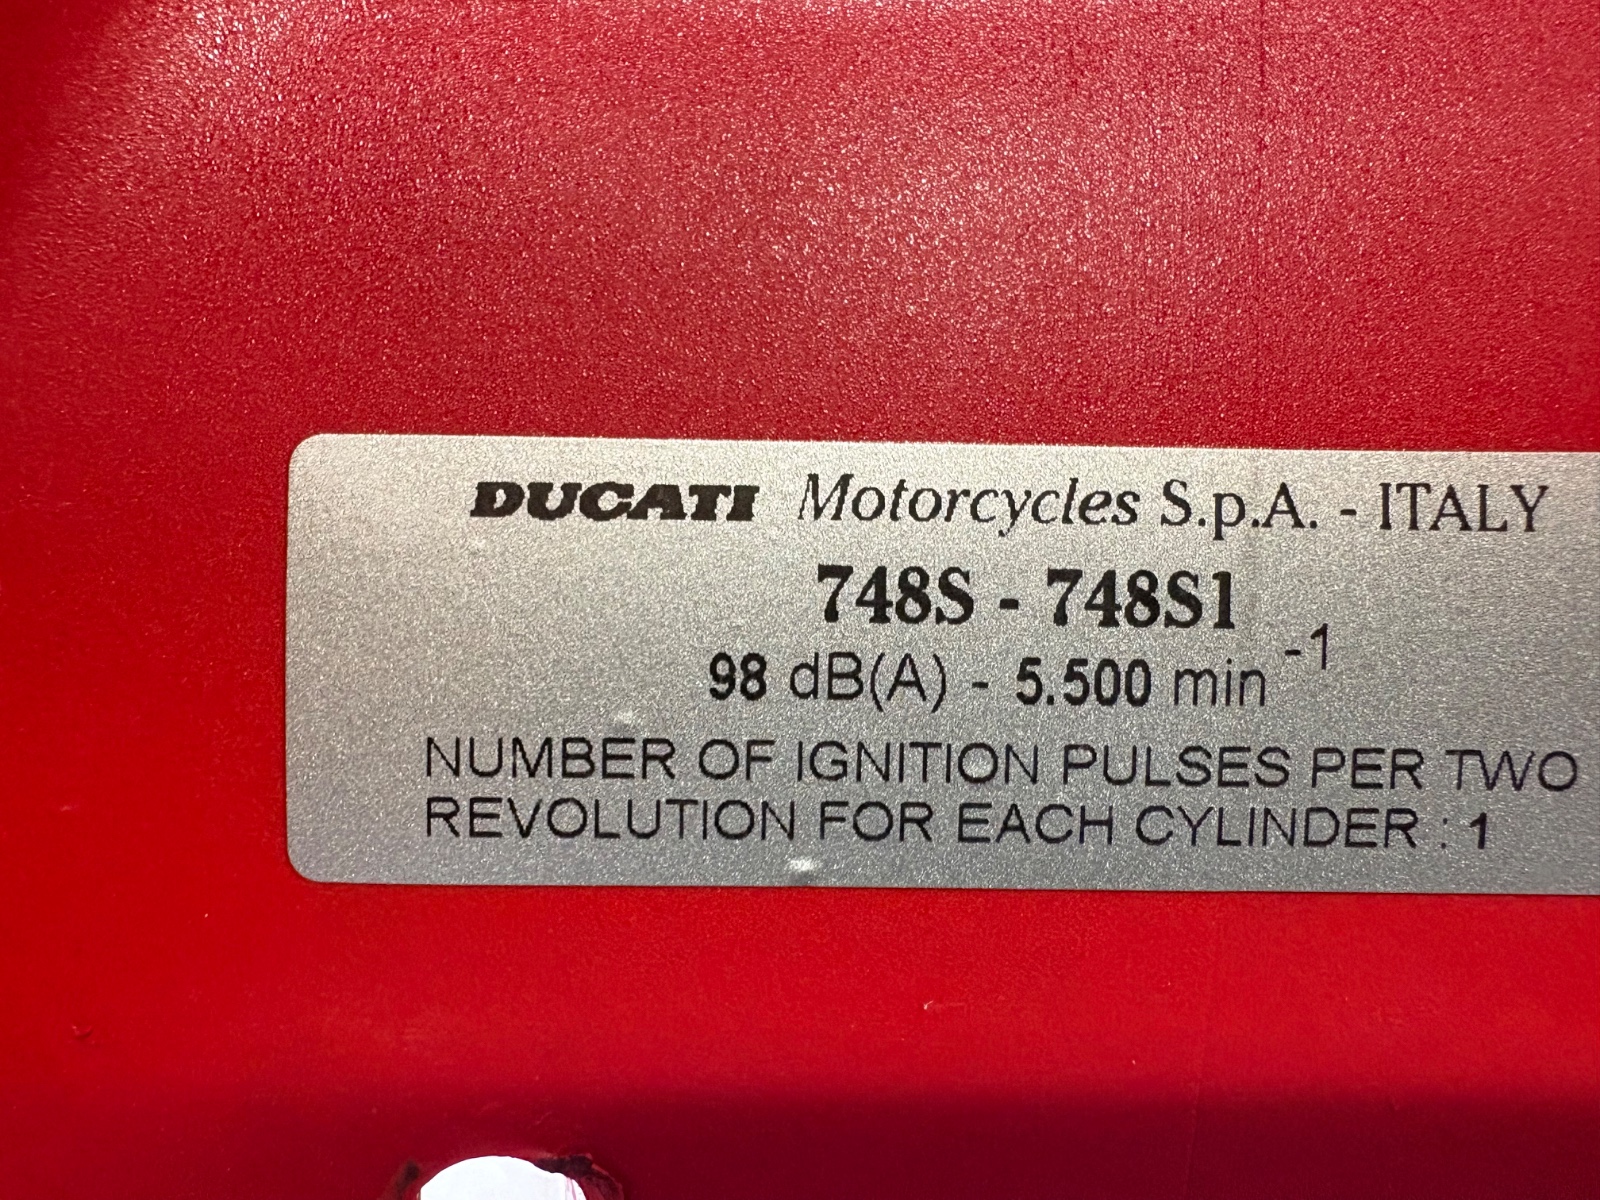 DUCATI Motorcycles S.p.A. - ITALY
748S - 748S1
98 dB(A) - 5.500 min⁻¹
NUMBER OF IGNITION PULSES PER TWO
REVOLUTION FOR EACH CYLINDER : 1